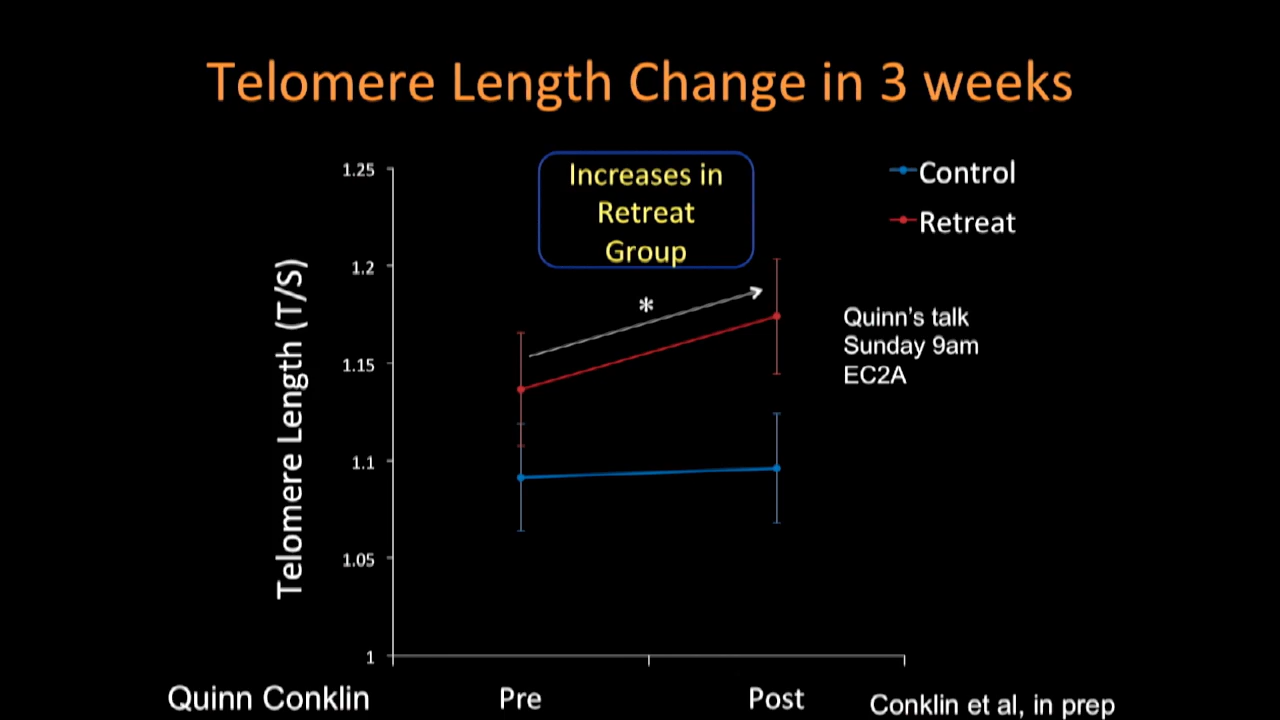 Telomere Length Change in 3 weeks
Increases in
Retreat
Group
Control
Retreat
1.25
1.2
1.15
1.1
1.05
1
Telomere Length (T/S)
*
Quinn's talk
Sunday 9am
EC2A
Pre
Post
Quinn Conklin
Conklin et al, in prep